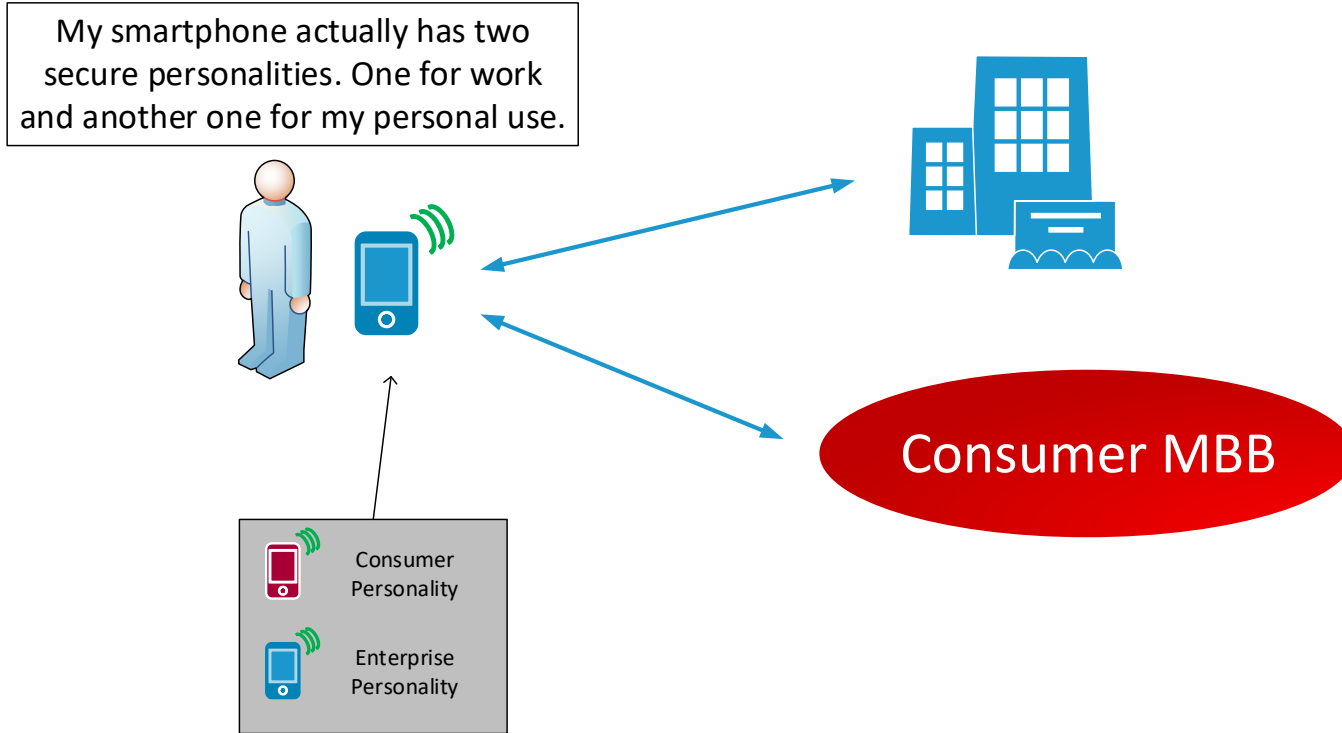 My smartphone actually has two
secure personalities. One for work
and another one for my personal use.
Consumer MBB
Consumer
Personality
Enterprise
Personality